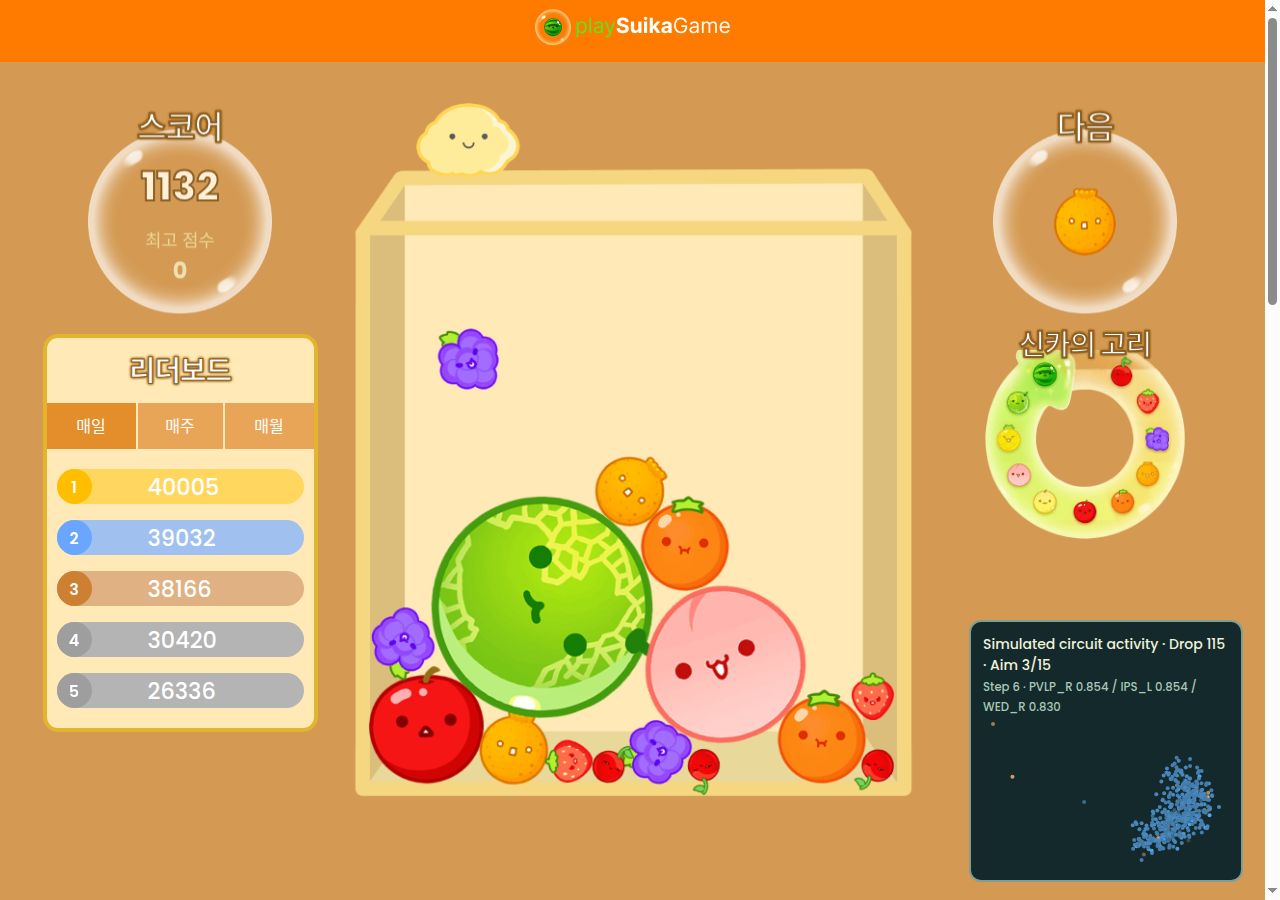 playSuikaGame
스코어
1132
최고 점수
0
리더보드
매일 매주 매월
1 40005
2 39032
3 38166
4 30420
5 26336
다음
신카의 고리
Simulated circuit activity · Drop 115
· Aim 3/15
Step 6 · PVLP_R 0.854 / IPS_L 0.854 /
WED_R 0.830